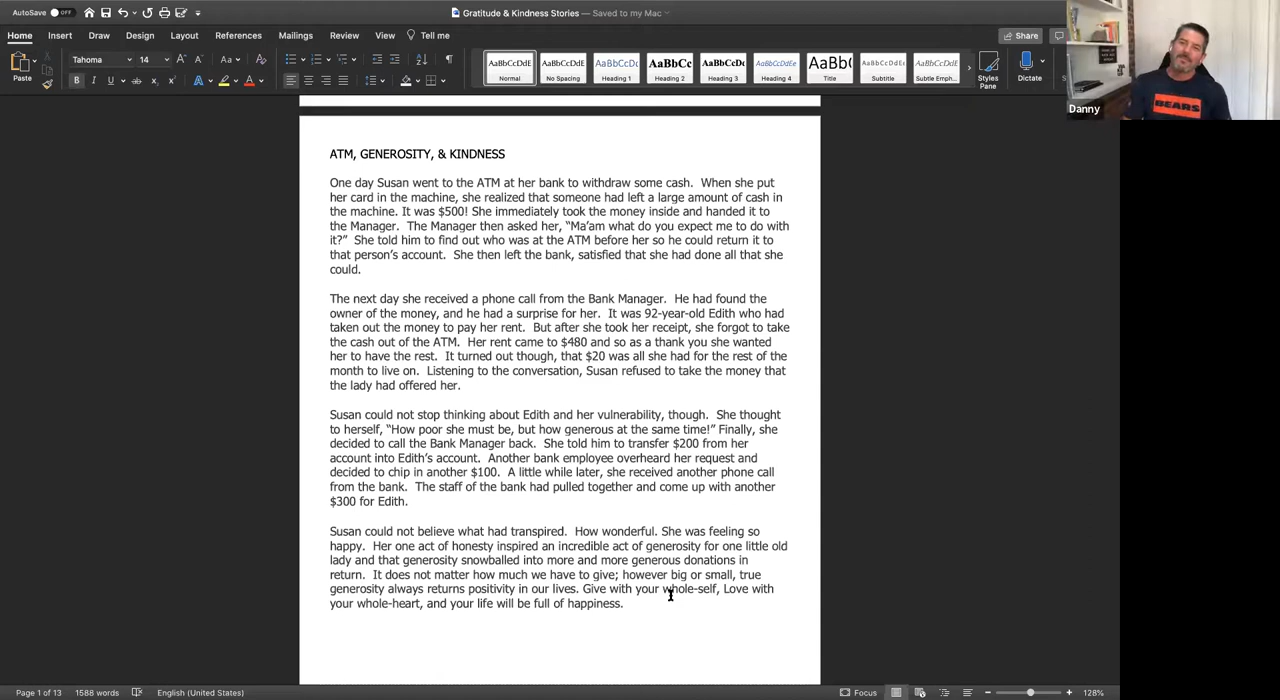 AutoSave OFF Gratitude & Kindness Stories — Saved to my Mac
Home Insert Draw Design Layout References Mailings Review View Tell me Share
Paste Tahoma 14 Aa
AaBbCcDdE AaBbCcDdE AaBbCcDc AaBbCc AaBbCcDc AaBbCcDdEe AaBb( AaBbCcDdEe AaBbCcDdEe
Normal No Spacing Heading 1 Heading 2 Heading 3 Heading 4 Title Subtitle Subtle Emph... Styles Pane Dictate
BEARS
Danny
ATM, GENEROSITY, & KINDNESS
One day Susan went to the ATM at her bank to withdraw some cash. When she put
her card in the machine, she realized that someone had left a large amount of cash in
the machine. It was $500! She immediately took the money inside and handed it to
the Manager. The Manager then asked her, “Ma’am what do you expect me to do with
it?” She told him to find out who was at the ATM before her so he could return it to
that person’s account. She then left the bank, satisfied that she had done all that she
could.
The next day she received a phone call from the Bank Manager. He had found the
owner of the money, and he had a surprise for her. It was 92-year-old Edith who had
taken out the money to pay her rent. But after she took her receipt, she forgot to take
the cash out of the ATM. Her rent came to $480 and so as a thank you she wanted
her to have the rest. It turned out though, that $20 was all she had for the rest of the
month to live on. Listening to the conversation, Susan refused to take the money that
the lady had offered her.
Susan could not stop thinking about Edith and her vulnerability, though. She thought
to herself, “How poor she must be, but how generous at the same time!” Finally, she
decided to call the Bank Manager back. She told him to transfer $200 from her
account into Edith’s account. Another bank employee overheard her request and
decided to chip in another $100. A little while later, she received another phone call
from the bank. The staff of the bank had pulled together and come up with another
$300 for Edith.
Susan could not believe what had transpired. How wonderful. She was feeling so
happy. Her one act of honesty inspired an incredible act of generosity for one little old
lady and that generosity snowballed into more and more generous donations in
return. It does not matter how much we have to give; however big or small, true
generosity always returns positivity in our lives. Give with your whole-self, Love with
your whole-heart, and your life will be full of happiness.
Page 1 of 13 1588 words English (United States) Focus 128%